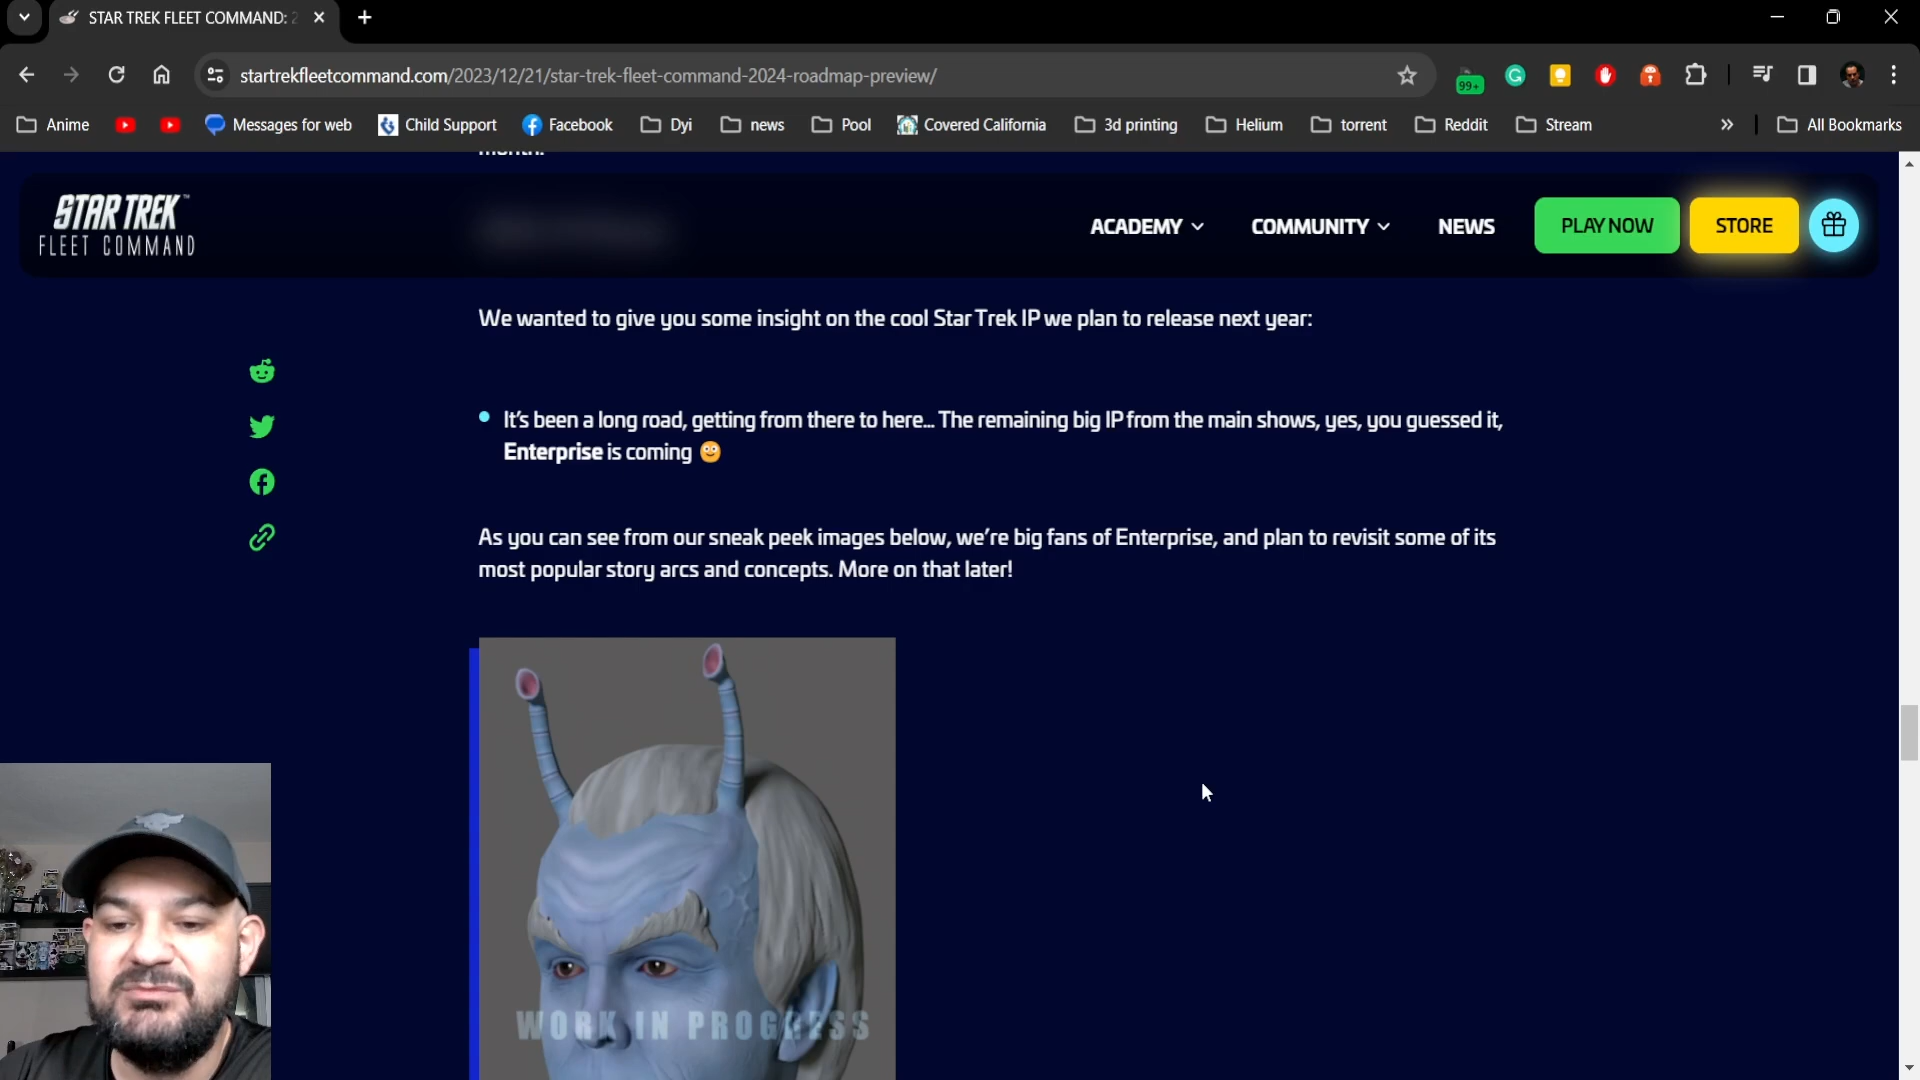 STAR TREK FLEET COMMAND: 2
startrekfleetcommand.com/2023/12/21/star-trek-fleet-command-2024-roadmap-preview/
99+
Anime
Messages for web
Child Support
Facebook
Dyi
news
Pool
Covered California
3d printing
Helium
torrent
Reddit
Stream
»
All Bookmarks
month.
STAR TREK™
FLEET COMMAND
ACADEMY
COMMUNITY
NEWS
PLAY NOW
STORE
We wanted to give you some insight on the cool Star Trek IP we plan to release next year:
It's been a long road, getting from there to here... The remaining big IP from the main shows, yes, you guessed it,
Enterprise is coming
As you can see from our sneak peek images below, we're big fans of Enterprise, and plan to revisit some of its
most popular story arcs and concepts. More on that later!
WORK IN PROGRESS